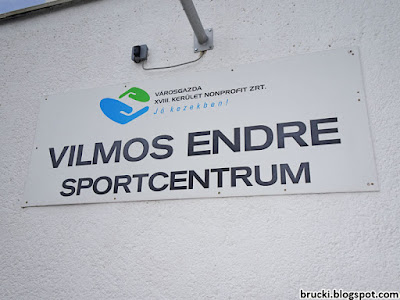 VÁROSGAZDA
XVIII. KERÜLET NONPROFIT ZRT.
Jó kezekben!
VILMOS ENDRE
SPORTCENTRUM
brucki.blogspot.com